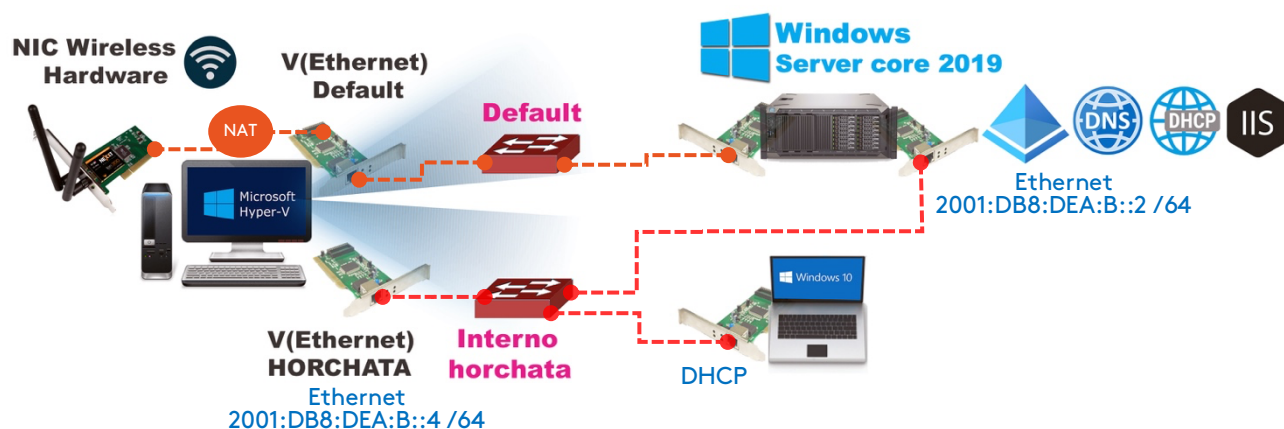 NIC Wireless
Hardware
V(Ethernet)
Default
NAT
Default
Windows
Server core 2019
DNS
DHCP
IIS
Ethernet
2001:DB8:DEA:B::2 /64
Microsoft
Hyper-V
Windows 10
V(Ethernet)
HORCHATA
Interno
horchata
DHCP
Ethernet
2001:DB8:DEA:B::4 /64